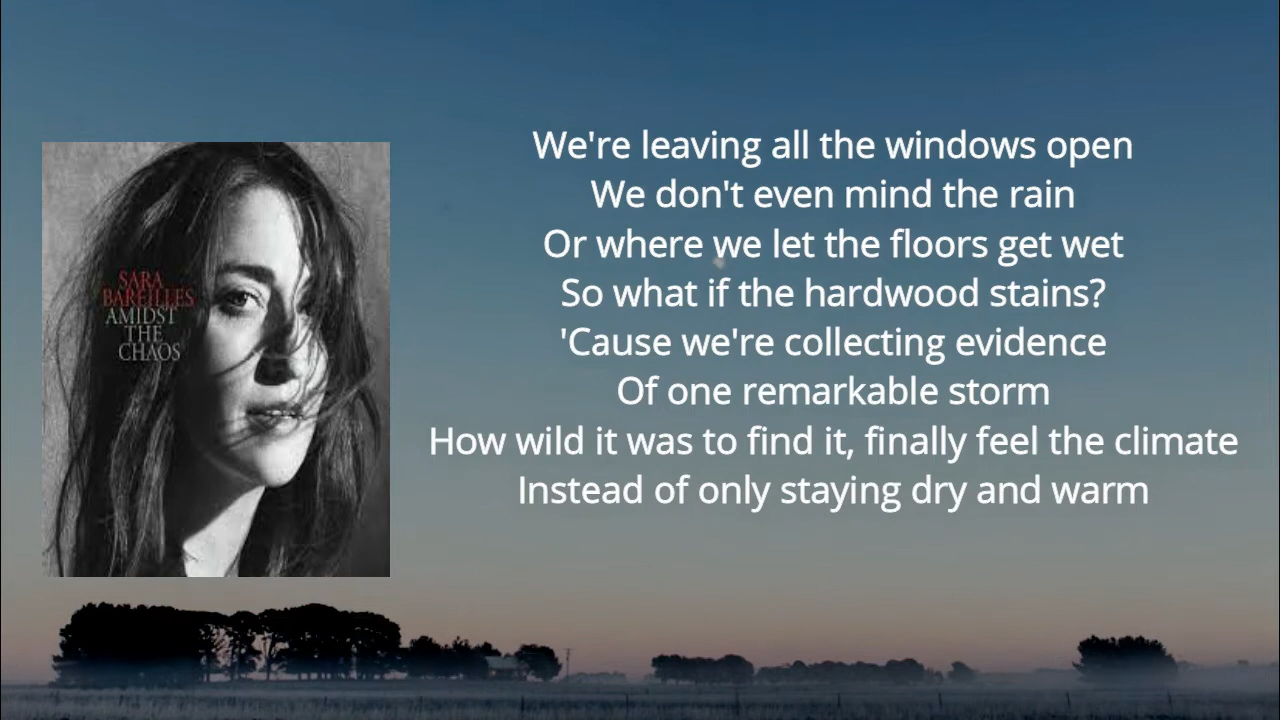 SARA
BAREILLES
AMIDST
THE
CHAOS
We're leaving all the windows open
We don't even mind the rain
Or where we let the floors get wet
So what if the hardwood stains?
'Cause we're collecting evidence
Of one remarkable storm
How wild it was to find it, finally feel the climate
Instead of only staying dry and warm